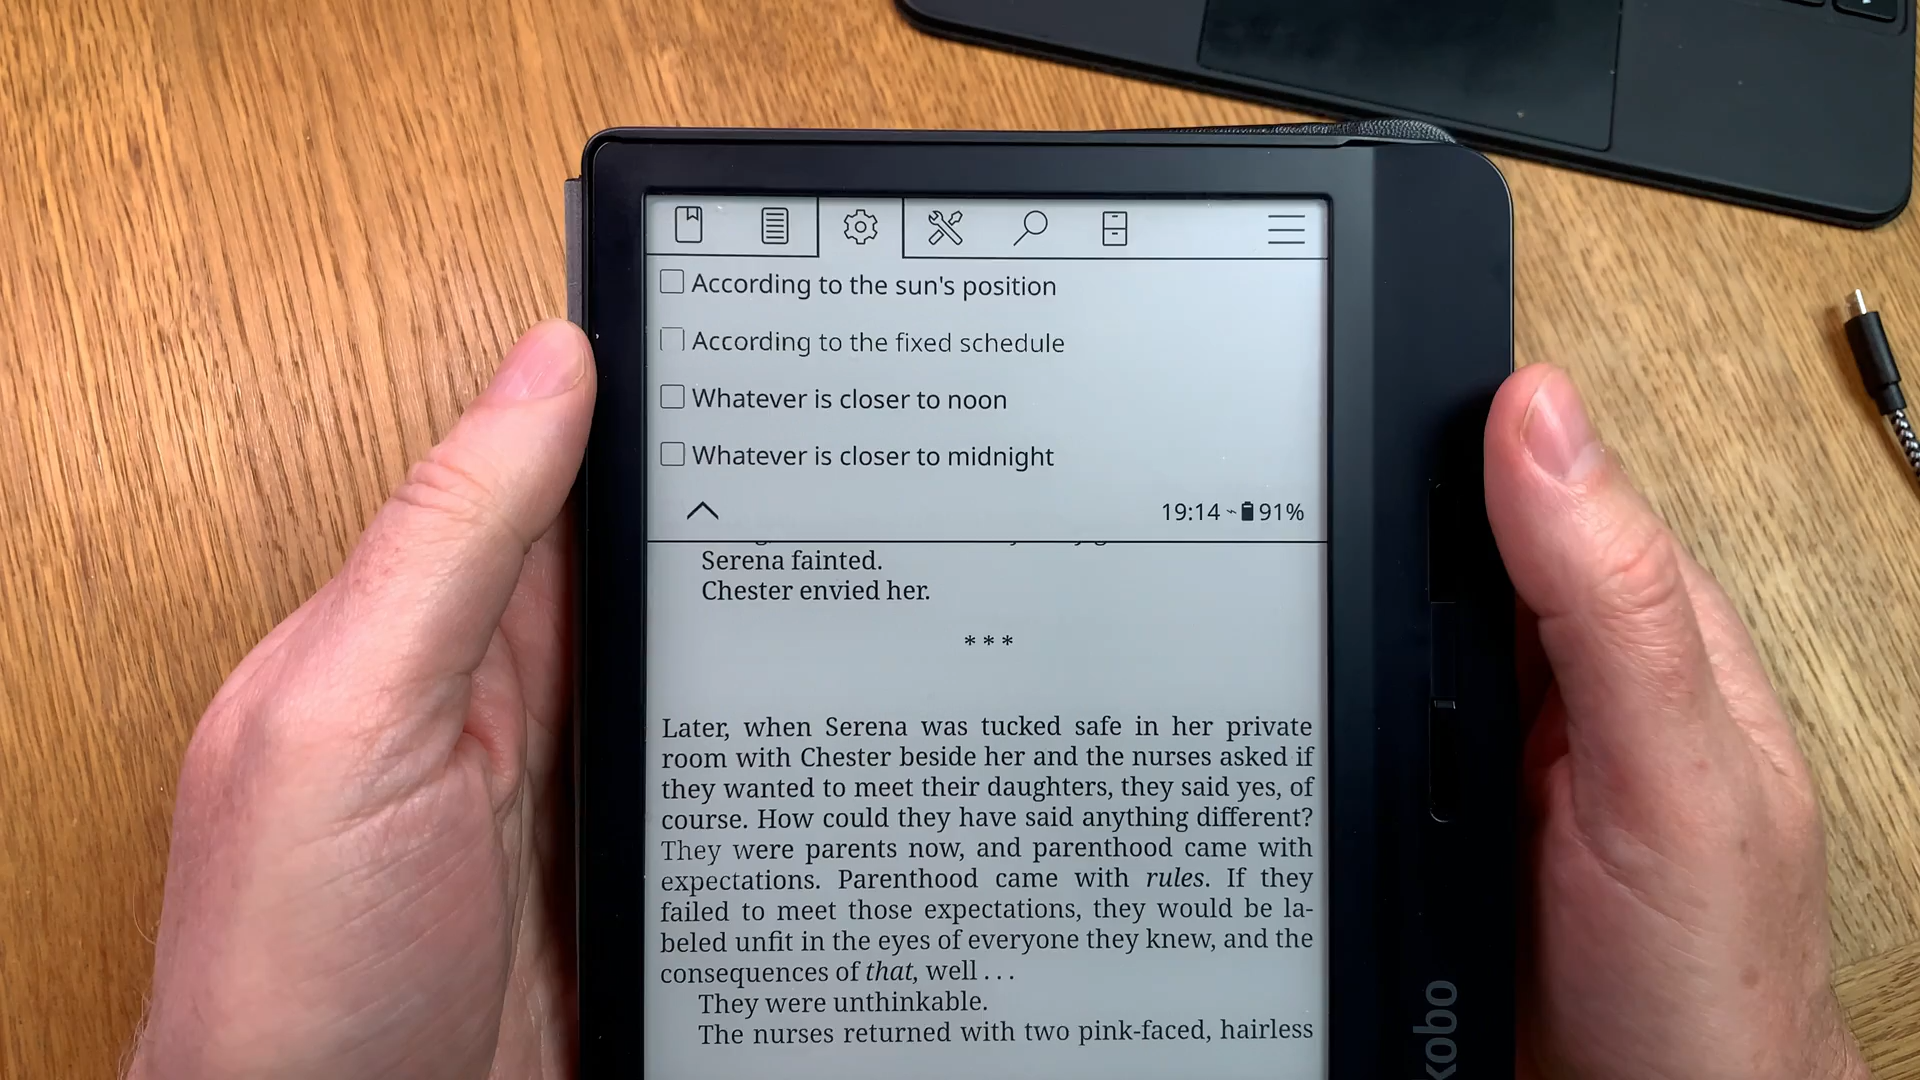 According to the sun's position
According to the fixed schedule
Whatever is closer to noon
Whatever is closer to midnight
19:14 91%
Serena fainted.
Chester envied her.
* * *
Later, when Serena was tucked safe in her private
room with Chester beside her and the nurses asked if
they wanted to meet their daughters, they said yes, of
course. How could they have said anything different?
They were parents now, and parenthood came with
expectations. Parenthood came with rules. If they
failed to meet those expectations, they would be la-
beled unfit in the eyes of everyone they knew, and the
consequences of that, well . . .
They were unthinkable.
The nurses returned with two pink-faced, hairless
kobo